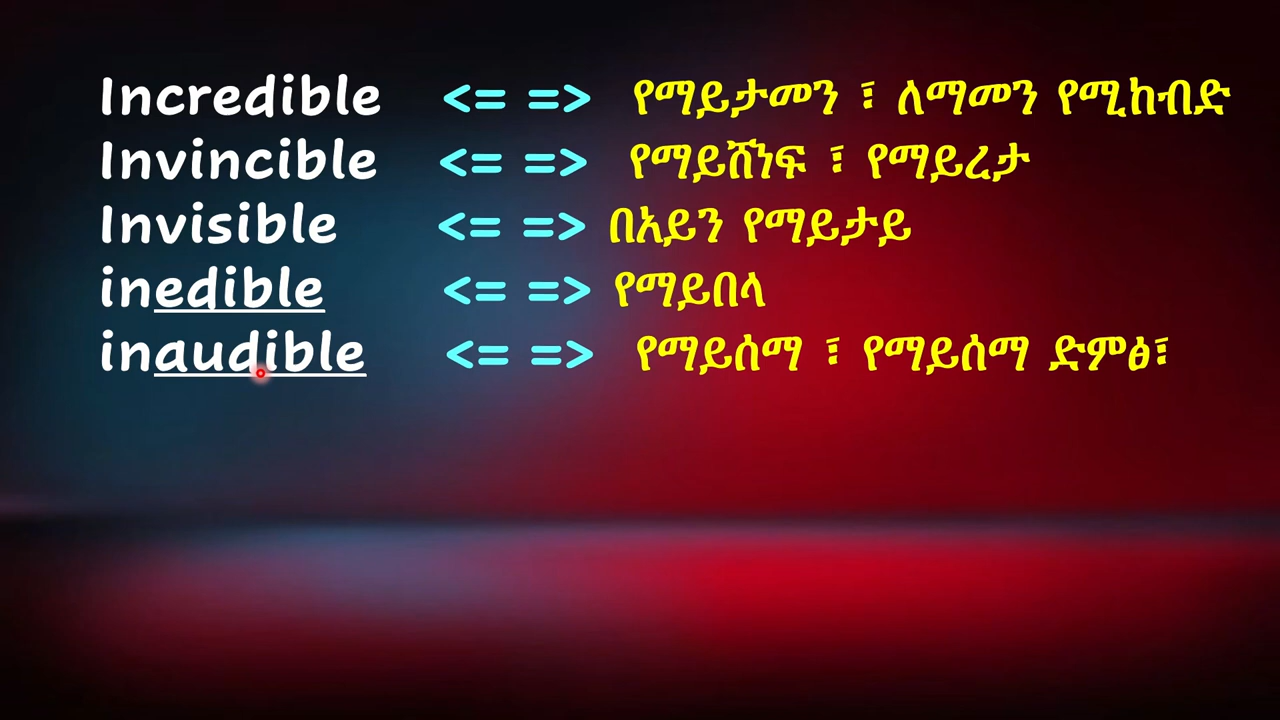 Incredible <= => የማይታመን ፣ ለማመን የሚከብድ
Invincible <= => የማይሸነፍ ፣ የማይረታ
Invisible <= => በአይን የማይታይ
inedible <= => የማይበላ
inaudible <= => የማይሰማ ፣ የማይሰማ ድምፅ፣